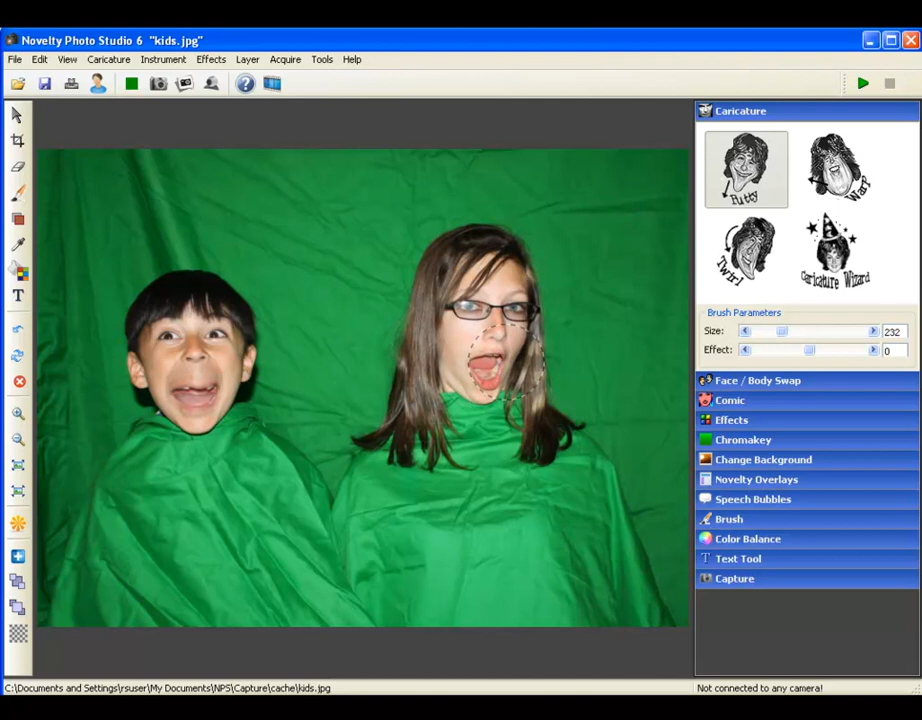 Novelty Photo Studio 6 "kids.jpg"
File Edit View Caricature Instrument Effects Layer Acquire Tools Help
Caricature
Putty
Warp
Twirl
Caricature Wizard
Brush Parameters
Size: 232
Effect: 0
Face / Body Swap
Comic
Effects
Chromakey
Change Background
Novelty Overlays
Speech Bubbles
Brush
Color Balance
Text Tool
Capture
C:\Documents and Settings\rsuser\My Documents\NPS\Capture\cache\kids.jpg
Not connected to any camera!